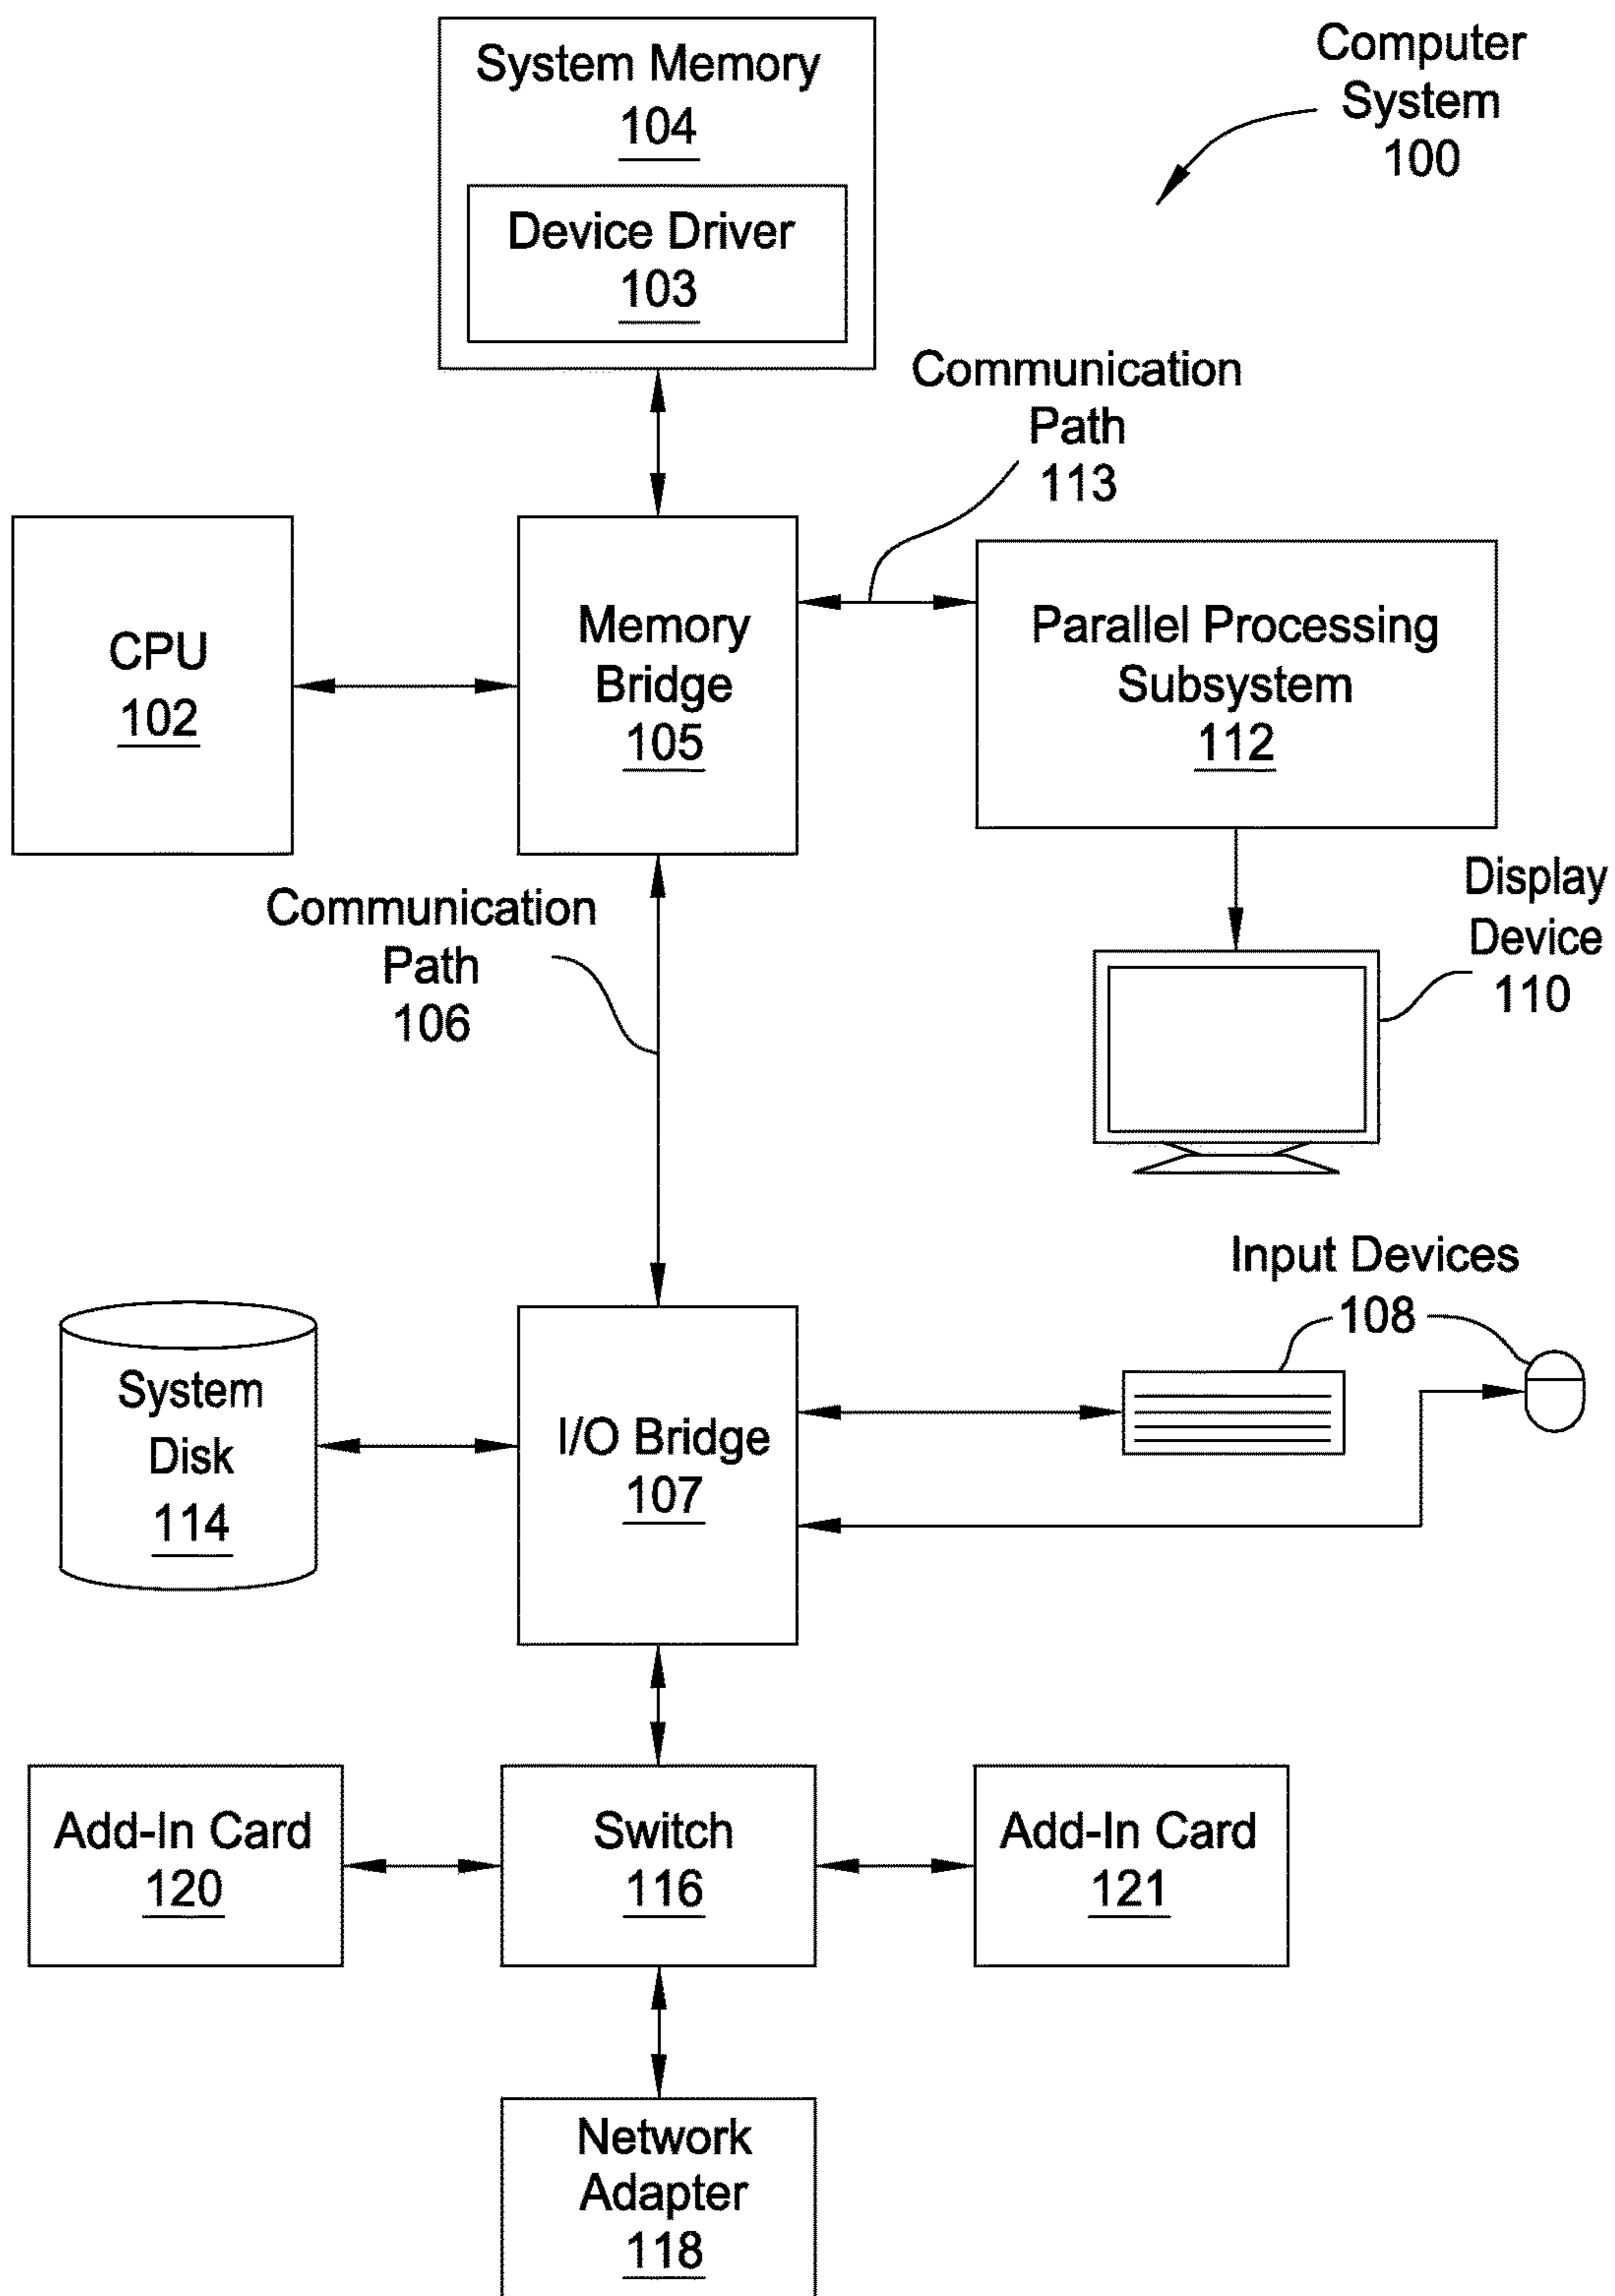 System Memory
104
Device Driver
103
Computer
System
100
Communication
Path
113
CPU
102
Memory
Bridge
105
Parallel Processing
Subsystem
112
Communication
Path
106
Display
Device
110
Input Devices
108
System
Disk
114
I/O Bridge
107
Add-In Card
120
Switch
116
Add-In Card
121
Network
Adapter
118